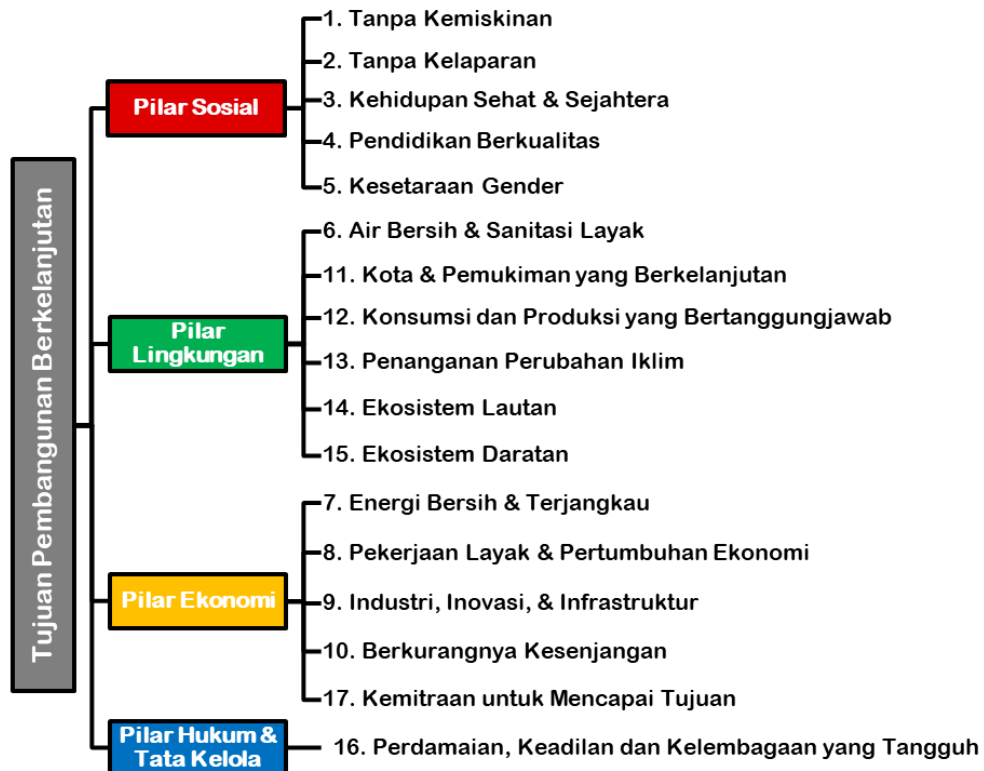 Tujuan Pembangunan Berkelanjutan
Pilar Sosial
1. Tanpa Kemiskinan
2. Tanpa Kelaparan
3. Kehidupan Sehat & Sejahtera
4. Pendidikan Berkualitas
5. Kesetaraan Gender
Pilar
Lingkungan
6. Air Bersih & Sanitasi Layak
11. Kota & Pemukiman yang Berkelanjutan
12. Konsumsi dan Produksi yang Bertanggungjawab
13. Penanganan Perubahan Iklim
14. Ekosistem Lautan
15. Ekosistem Daratan
Pilar Ekonomi
7. Energi Bersih & Terjangkau
8. Pekerjaan Layak & Pertumbuhan Ekonomi
9. Industri, Inovasi, & Infrastruktur
10. Berkurangnya Kesenjangan
17. Kemitraan untuk Mencapai Tujuan
Pilar Hukum &
Tata Kelola
16. Perdamaian, Keadilan dan Kelembagaan yang Tangguh